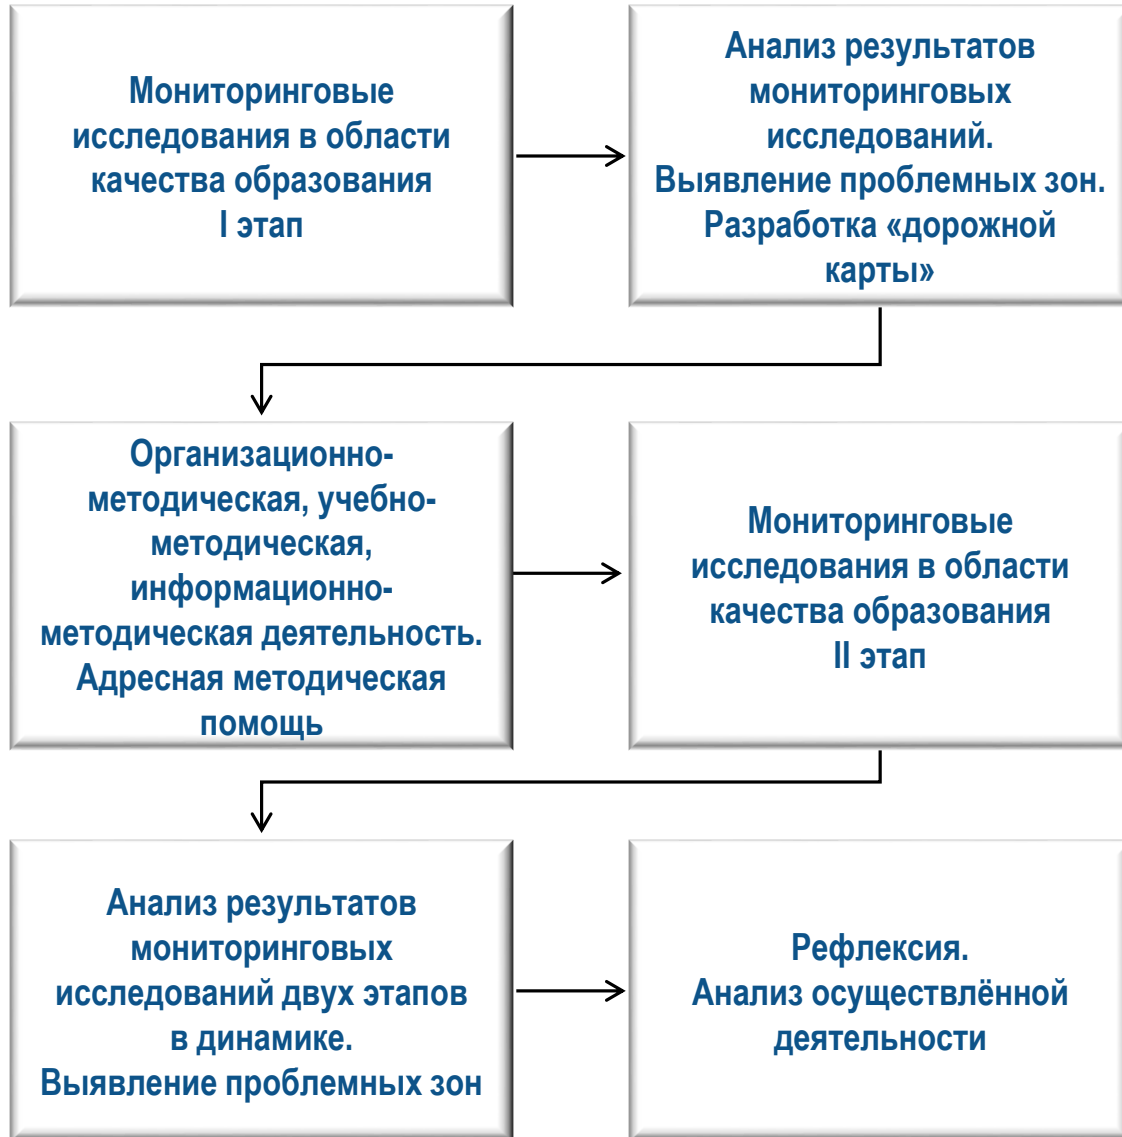 Мониторинговые
исследования в области
качества образования
I этап
Анализ результатов
мониторинговых
исследований.
Выявление проблемных зон.
Разработка «дорожной
карты»
Организационно-
методическая, учебно-
методическая,
информационно-
методическая деятельность.
Адресная методическая
помощь
Мониторинговые
исследования в области
качества образования
II этап
Анализ результатов
мониторинговых
исследований двух этапов
в динамике.
Выявление проблемных зон
Рефлексия.
Анализ осуществлённой
деятельности